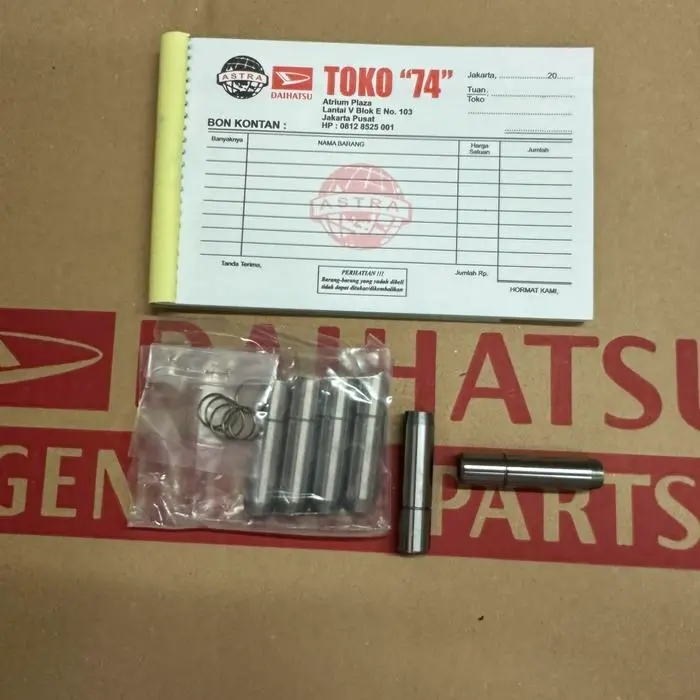 ASTRA
DAIHATSU
TOKO "74"
Atrium Plaza
Lantai V Blok E No. 103
Jakarta Pusat
HP : 0812 8525 001
Jakarta, ....................20.......
Tuan
Toko
BON KONTAN :
Banyaknya
NAMA BARANG
Harga Satuan
Jumlah
ASTRA
Tanda Terima,
PERHATIAN !!!
Barang-barang yang sudah dibeli
tidak dapat ditukar/dikembalikan
Jumlah Rp.
HORMAT KAMI,
DAIHATSU
GEN
PARTS